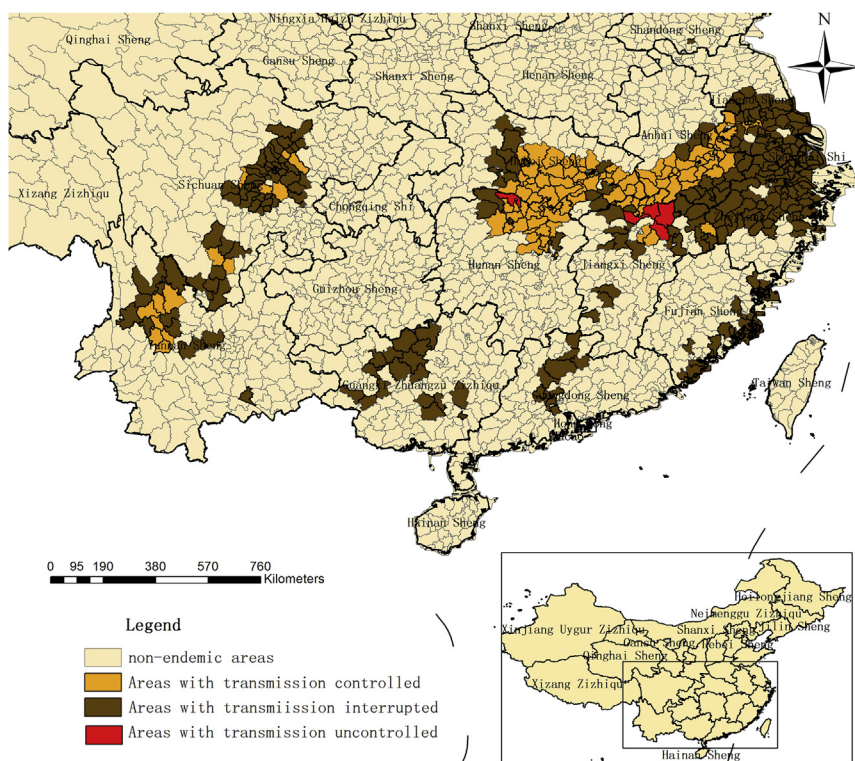 Ningxia Huizu Zizhiqu
Shanxi Sheng
Shandong Sheng
N
Qinghai Sheng
Gansu Sheng
Shanxi Sheng
Henan Sheng
Jiangsu Sheng
Anhui Sheng
Hubei Sheng
Shanghai Shi
Xizang Zizhiqu
Sichuan Sheng
Chongqing Shi
Zhejiang Sheng
Hunan Sheng
Jiangxi Sheng
Guizhou Sheng
Fujian Sheng
Yunnan Sheng
Guangxi Zhuangzu Zizhiqu
Guangdong Sheng
Taiwan Sheng
Hong Kong
Hainan Sheng
0 95 190 380 570 760
Kilometers
Legend
non-endemic areas
Areas with transmission controlled
Areas with transmiission interrupted
Areas with transmission uncontrolled
Heilongjiang Sheng
Neimenggu Zizhiqu
Jilin Sheng
Xinjiang Uygur Zizhiqu
Shanxi Sheng
Gansu Sheng
Hebei Sheng
Qinghai Sheng
Xizang Zizhiqu
Hainan Sheng